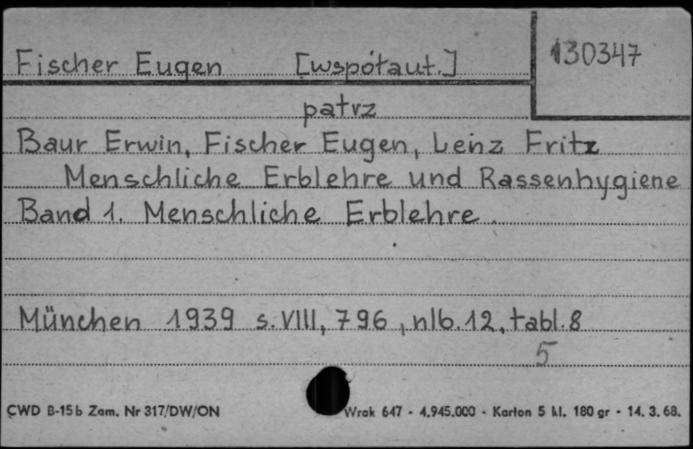 Fischer Eugen [współaut.] 130347
patrz
Baur Erwin, Fischer Eugen, Lenz Fritz
Menschliche Erblehre und Rassenhygiene
Band 1. Menschliche Erblehre.
München 1939 s. VIII, 796, nlb. 12, tabl. 8
5
CWD B-15b Zam. Nr 317/DW/ON Wrak 647 - 4.945.000 - Karton 5 kl. 180 gr - 14. 3. 68.